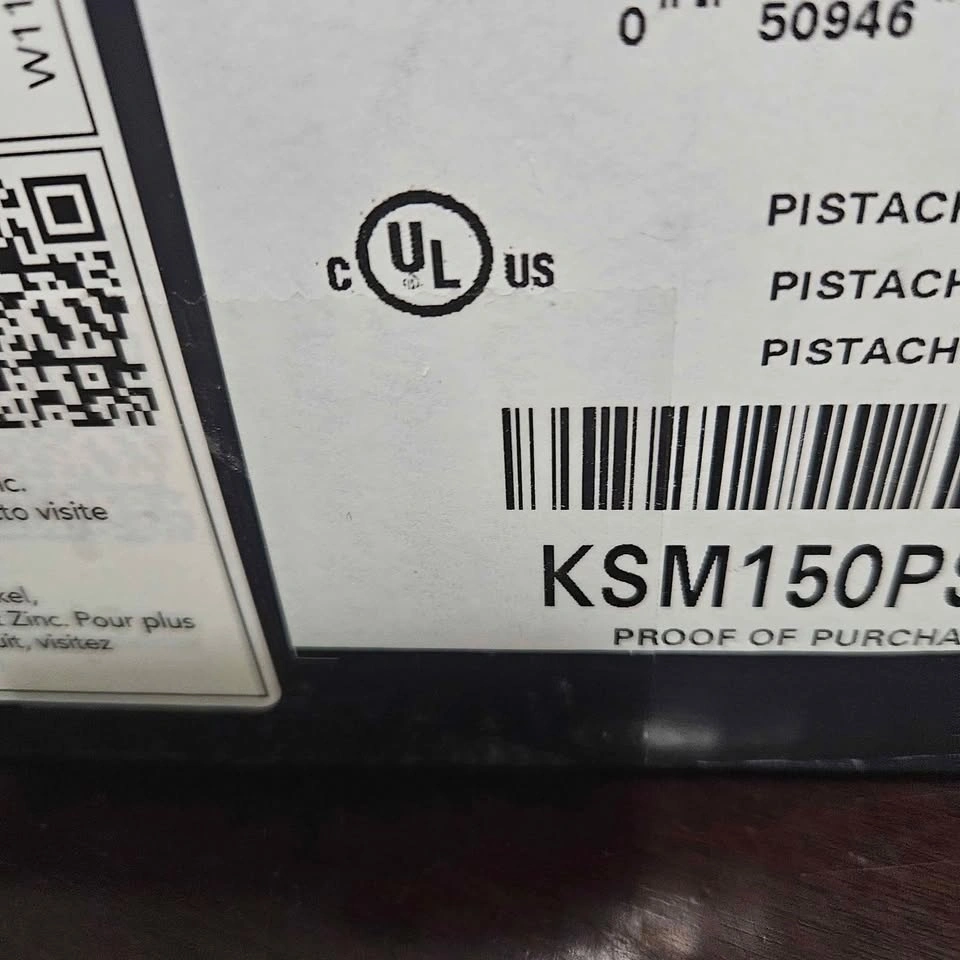 W11
0 50946
C UL US
PISTACH
PISTACH
PISTACH
KSM150PS
PROOF OF PURCHA
c.
to visite
kel,
Zinc. Pour plus
uit, visitez